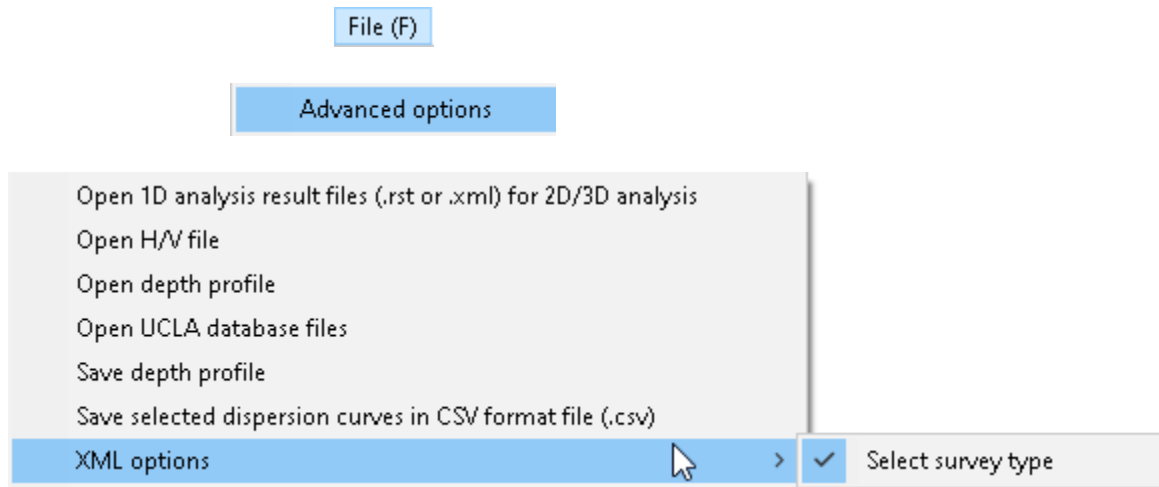 File (F)
Advanced options
Open 1D analysis result files (.rst or .xml) for 2D/3D analysis
Open H/V file
Open depth profile
Open UCLA database files
Save depth profile
Save selected dispersion curves in CSV format file (.csv)
XML options > ✓ Select survey type